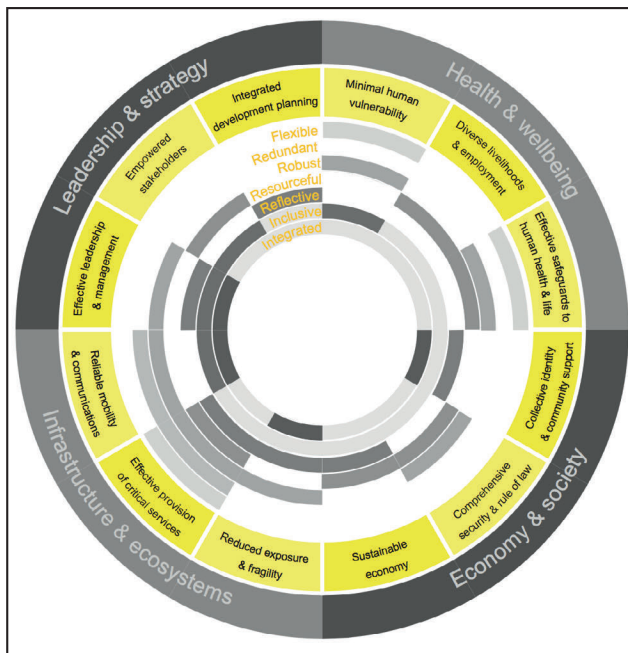 Leadership & strategy
Health & wellbeing
Economy & society
Infrastructure & ecosystems
Minimal human
vulnerability
Diverse livelihoods
& employment
Effective safeguards to
human health & life
Collective identity
& community support
Comprehensive
security & rule of law
Sustainable
economy
Reduced exposure
& fragility
Effective provision
of critical services
Reliable mobility
& communications
Effective leadership
& management
Empowered
stakeholders
Integrated
development planning
Flexible
Redundant
Robust
Resourceful
Reflective
Inclusive
Integrated